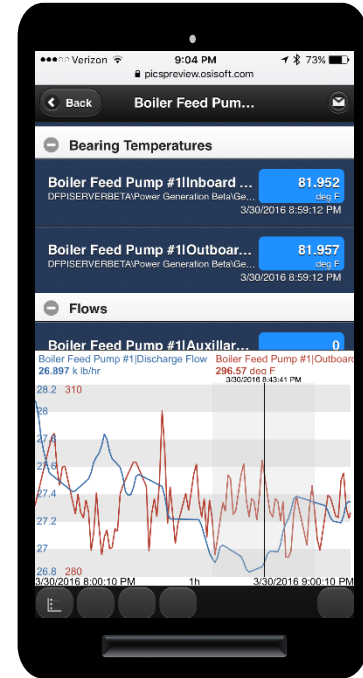 Verizon 9:04 PM 73%
picspreview.osisoft.com
Back Boiler Feed Pum...
Bearing Temperatures
Boiler Feed Pump #1|Inboard ... 81.952
DFPISERVERBETA\Power Generation Beta\Ge... deg F
3/30/2016 8:59:12 PM
Boiler Feed Pump #1|Outboar... 81.957
DFPISERVERBETA\Power Generation Beta\Ge... deg F
3/30/2016 8:59:12 PM
Flows
Boiler Feed Pump #1|Auxillar... 0
Boiler Feed Pump #1|Discharge Flow Boiler Feed Pump #1|Outboard
26.897 k lb/hr 296.57 deg F
3/30/2016 8:43:41 PM
28.2 310
28
27.8
27.6
27.4
27.2
27
26.8 280
3/30/2016 8:00:10 PM 1h 3/30/2016 9:00:10 PM